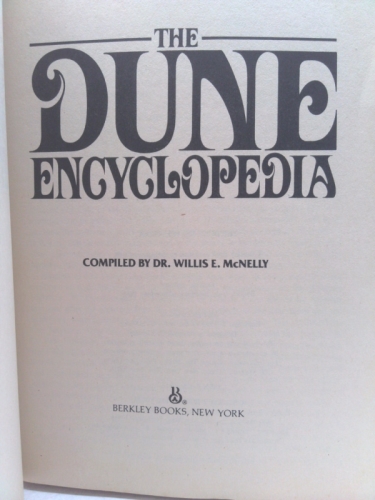 THE
DUNE
ENCYCLOPEDIA
COMPILED BY DR. WILLIS E. McNELLY
B
®
BERKLEY BOOKS, NEW YORK